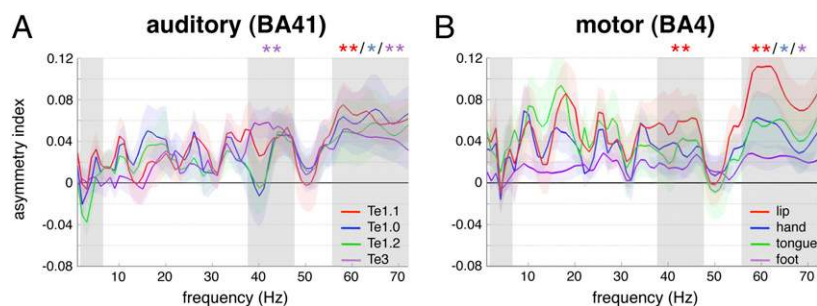 A
auditory (BA41)
** **/*/**
asymmetry index
0.12
0.08
0.04
0
-0.04
-0.08
Te1.1
Te1.0
Te1.2
Te3
10 20 30 40 50 60 70
frequency (Hz)
B
motor (BA4)
** **/*/*
0.12
0.08
0.04
0
-0.04
-0.08
lip
hand
tongue
foot
10 20 30 40 50 60 70
frequency (Hz)